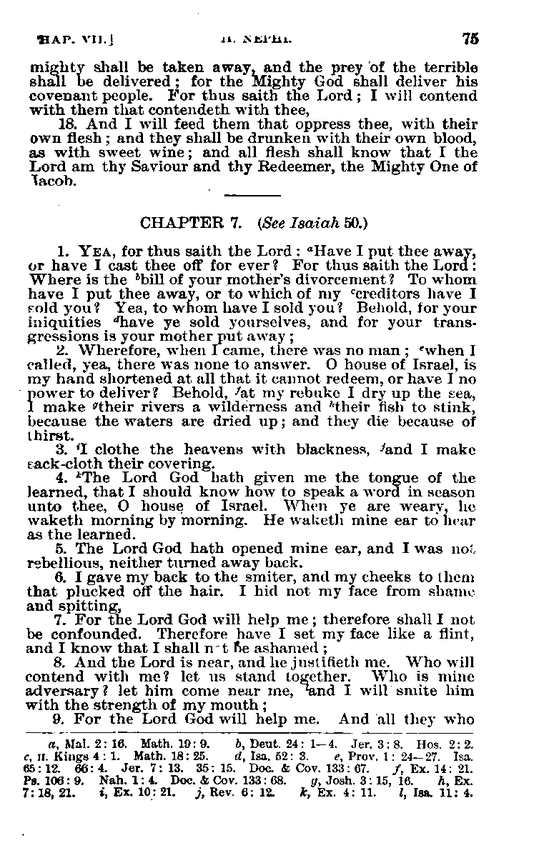 HAP. VII.] II. NEPHI. 75
mighty shall be taken away, and the prey of the terrible
shall be delivered; for the Mighty God shall deliver his
covenant people. For thus saith the Lord; I will contend
with them that contendeth with thee,
18. And I will feed them that oppress thee, with their
own flesh; and they shall be drunken with their own blood,
as with sweet wine; and all flesh shall know that I the
Lord am thy Saviour and thy Redeemer, the Mighty One of
Jacob.
CHAPTER 7. (See Isaiah 50.)
1. YEA, for thus saith the Lord: aHave I put thee away,
or have I cast thee off for ever? For thus saith the Lord:
Where is the bbill of your mother's divorcement? To whom
have I put thee away, or to which of my ccreditors have I
sold you? Yea, to whom have I sold you? Behold, for your
iniquities dhave ye sold yourselves, and for your trans-
gressions is your mother put away;
2. Wherefore, when I came, there was no man; ewhen I
called, yea, there was none to answer. O house of Israel, is
my hand shortened at all that it cannot redeem, or have I no
power to deliver? Behold, fat my rebuke I dry up the sea,
I make gtheir rivers a wilderness and htheir fish to stink,
because the waters are dried up; and they die because of
thirst.
3. iI clothe the heavens with blackness, jand I make
sack-cloth their covering.
4. kThe Lord God hath given me the tongue of the
learned, that I should know how to speak a word in season
unto thee, O house of Israel. When ye are weary, he
waketh morning by morning. He waketh mine ear to hear
as the learned.
5. The Lord God hath opened mine ear, and I was not
rebellious, neither turned away back.
6. I gave my back to the smiter, and my cheeks to them
that plucked off the hair. I hid not my face from shame
and spitting,
7. For the Lord God will help me; therefore shall I not
be confounded. Therefore have I set my face like a flint,
and I know that I shall n-t be ashamed;
8. And the Lord is near, and he justifieth me. Who will
contend with me? let us stand together. Who is mine
adversary? let him come near me, land I will smite him
with the strength of my mouth;
9. For the Lord God will help me. And all they who
a, Mal. 2: 16. Math. 19: 9. b, Deut. 24: 1—4. Jer. 3: 8. Hos. 2: 2.
c, II. Kings 4: 1. Math. 18: 25. d, Isa. 52: 3. e, Prov. 1: 24—27. Isa.
65: 12. 66: 4. Jer. 7: 13. 35: 15. Doc. & Cov. 133: 67. f, Ex. 14: 21.
Ps. 106: 9. Nah. 1: 4. Doc. & Cov. 133: 68. g, Josh. 3: 15, 16. h, Ex.
7: 18, 21. i, Ex. 10: 21. j, Rev. 6: 12. k, Ex. 4: 11. l, Isa. 11: 4.